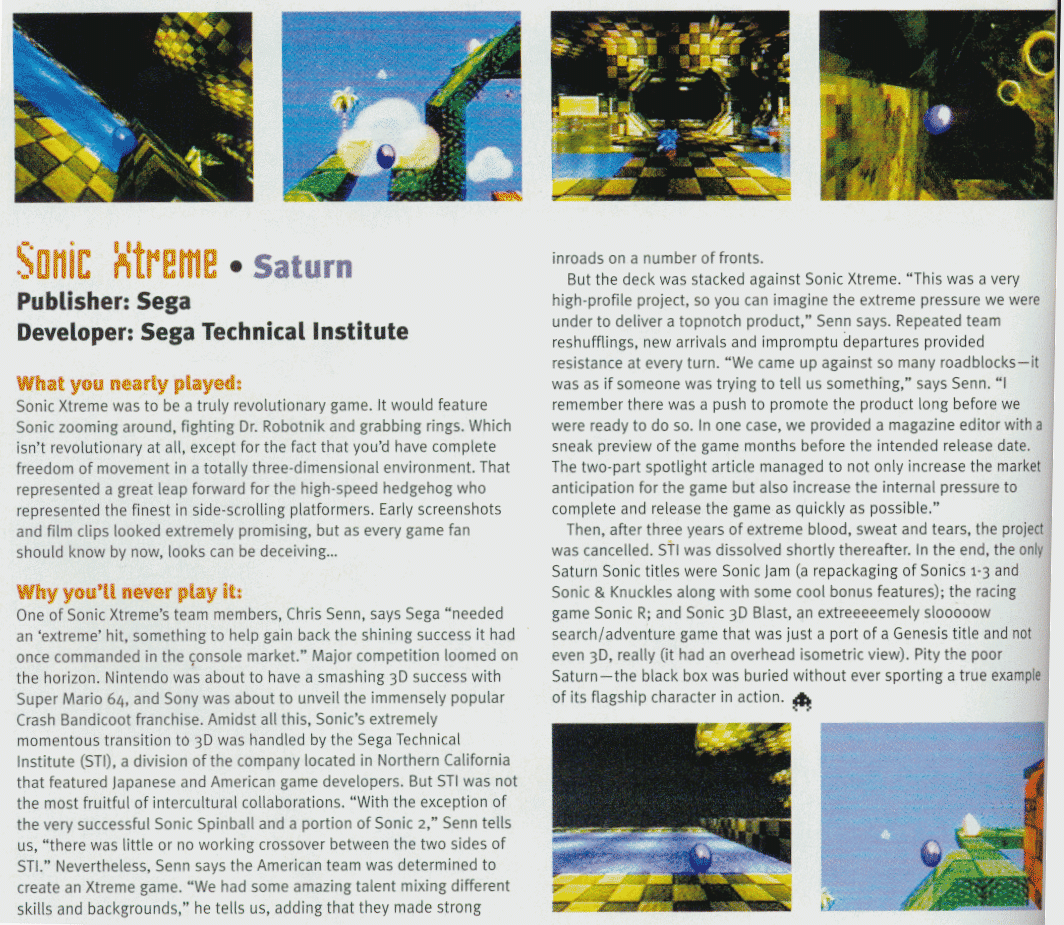 Sonic Xtreme • Saturn
Publisher: Sega
Developer: Sega Technical Institute
What you nearly played:
Sonic Xtreme was to be a truly revolutionary game. It would feature
Sonic zooming around, fighting Dr. Robotnik and grabbing rings. Which
isn't revolutionary at all, except for the fact that you'd have complete
freedom of movement in a totally three-dimensional environment. That
represented a great leap forward for the high-speed hedgehog who
represented the finest in side-scrolling platformers. Early screenshots
and film clips looked extremely promising, but as every game fan
should know by now, looks can be deceiving...
Why you'll never play it:
One of Sonic Xtreme's team members, Chris Senn, says Sega “needed
an ‘extreme’ hit, something to help gain back the shining success it had
once commanded in the console market.” Major competition loomed on
the horizon. Nintendo was about to have a smashing 3D success with
Super Mario 64, and Sony was about to unveil the immensely popular
Crash Bandicoot franchise. Amidst all this, Sonic's extremely
momentous transition to 3D was handled by the Sega Technical
Institute (STI), a division of the company located in Northern California
that featured Japanese and American game developers. But STI was not
the most fruitful of intercultural collaborations. “With the exception of
the very successful Sonic Spinball and a portion of Sonic 2,” Senn tells
us, “there was little or no working crossover between the two sides of
STI.” Nevertheless, Senn says the American team was determined to
create an Xtreme game. “We had some amazing talent mixing different
skills and backgrounds,” he tells us, adding that they made strong
inroads on a number of fronts.
But the deck was stacked against Sonic Xtreme. “This was a very
high-profile project, so you can imagine the extreme pressure we were
under to deliver a topnotch product,” Senn says. Repeated team
reshufflings, new arrivals and impromptu departures provided
resistance at every turn. “We came up against so many roadblocks—it
was as if someone was trying to tell us something,” says Senn. “I
remember there was a push to promote the product long before we
were ready to do so. In one case, we provided a magazine editor with a
sneak preview of the game months before the intended release date.
The two-part spotlight article managed to not only increase the market
anticipation for the game but also increase the internal pressure to
complete and release the game as quickly as possible.”
Then, after three years of extreme blood, sweat and tears, the project
was cancelled. STI was dissolved shortly thereafter. In the end, the only
Saturn Sonic titles were Sonic Jam (a repackaging of Sonics 1-3 and
Sonic & Knuckles along with some cool bonus features); the racing
game Sonic R; and Sonic 3D Blast, an extreeeeemely slooooow
search/adventure game that was just a port of a Genesis title and not
even 3D, really (it had an overhead isometric view). Pity the poor
Saturn—the black box was buried without ever sporting a true example
of its flagship character in action.